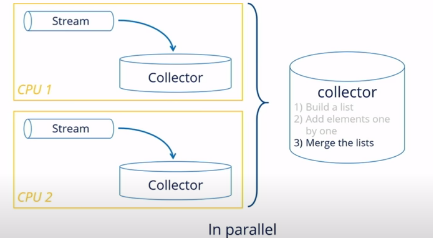 Stream
Collector
CPU 1
Stream
Collector
CPU 2
collector
1) Build a list
2) Add elements one
by one
3) Merge the lists
In parallel